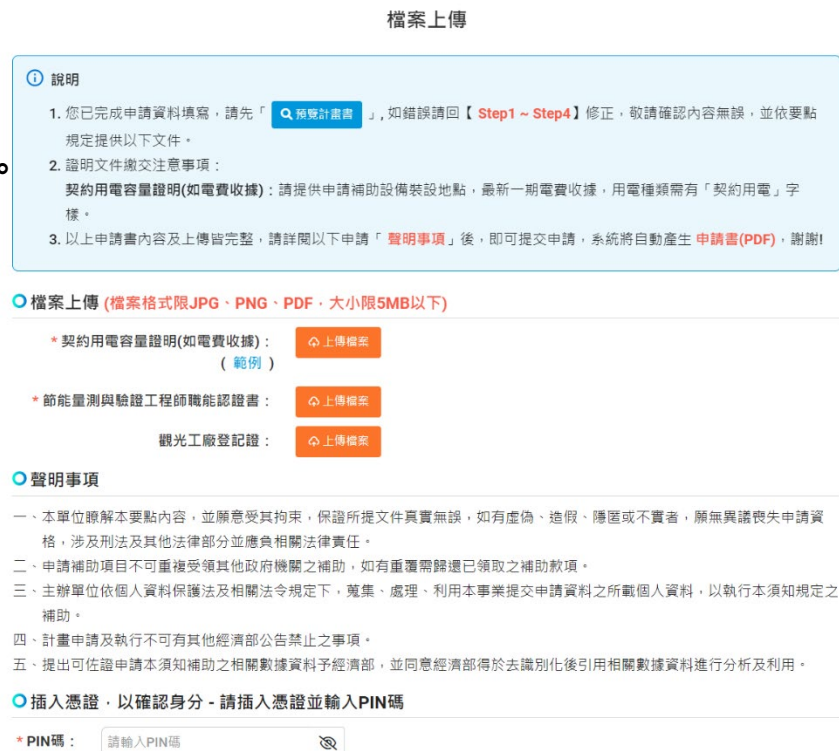 檔案上傳
說明
1. 您已完成申請資料填寫,請先「 預覽計畫書 」, 如錯誤請回【 Step1 ~ Step4】修正,敬請確認內容無誤,並依要點
規定提供以下文件。
2. 證明文件繳交注意事項:
契約用電容量證明(如電費收據):請提供申請補助設備裝設地點,最新一期電費收據,用電種類需有「契約用電」字
樣。
3. 以上申請書內容及上傳皆完整,請詳閱以下申請「 聲明事項」後,即可提交申請,系統將自動產生 申請書(PDF),謝謝!
。
檔案上傳 (檔案格式限JPG、PNG、PDF,大小限5MB以下)
* 契約用電容量證明(如電費收據): 上傳檔案
( 範例 )
* 節能量測與驗證工程師職能認證書: 上傳檔案
觀光工廠登記證: 上傳檔案
聲明事項
一、本單位瞭解本要點內容,並願意受其拘束,保證所提文件真實無誤,如有虛偽、造假、隱匿或不實者,願無異議喪失申請資
格,涉及刑法及其他法律部分並應負相關法律責任。
二、申請補助項目不可重複受領其他政府機關之補助,如有重覆需歸還已領取之補助款項。
三、主辦單位依個人資料保護法及相關法令規定下,蒐集、處理、利用本事業提交申請資料之所載個人資料,以執行本須知規定之
補助。
四、計畫申請及執行不可有其他經濟部公告禁止之事項。
五、提出可佐證申請本須知補助之相關數據資料予經濟部,並同意經濟部得於去識別化後引用相關數據資料進行分析及利用。
插入憑證,以確認身分 - 請插入憑證並輸入PIN碼
* PIN碼: 請輸入PIN碼